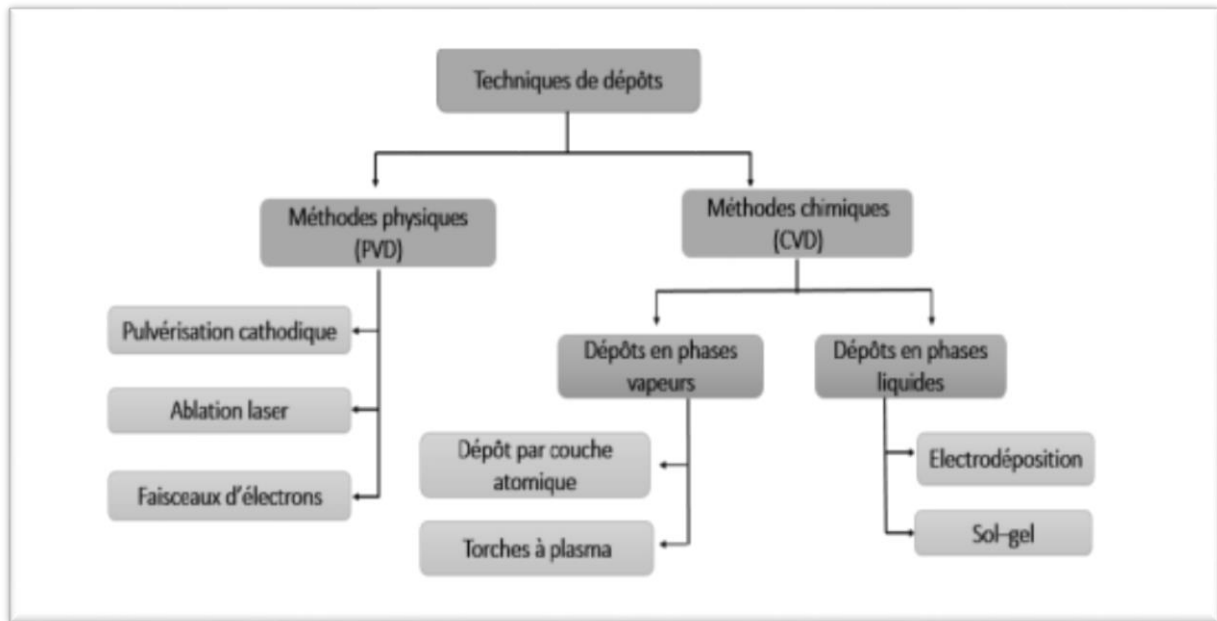 Techniques de dépôts
Méthodes physiques
(PVD)
Méthodes chimiques
(CVD)
Pulvérisation cathodique
Ablation laser
Faisceaux d'électrons
Dépôts en phases
vapeurs
Dépôts en phases
liquides
Dépôt par couche
atomique
Torches à plasma
Electrodéposition
Sol–gel